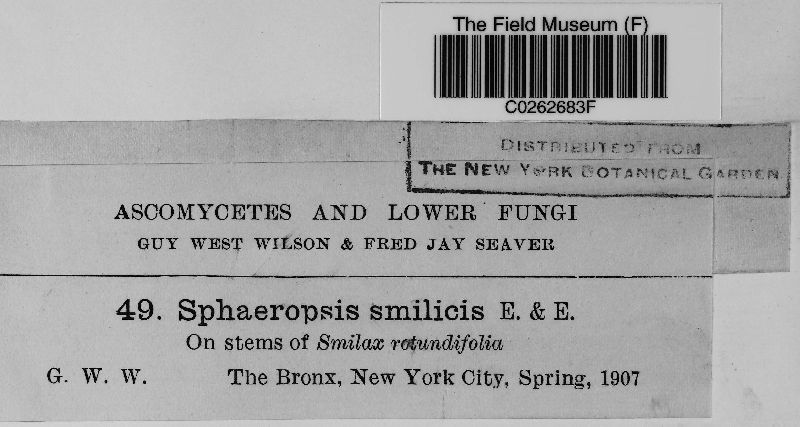 The Field Museum (F)
C0262683F
DISTRIBUTED FROM
THE NEW YORK BOTANICAL GARDEN
ASCOMYCETES AND LOWER FUNGI
GUY WEST WILSON & FRED JAY SEAVER
49. Sphaeropsis smilicis E. & E.
On stems of Smilax rotundifolia
G. W. W. The Bronx, New York City, Spring, 1907